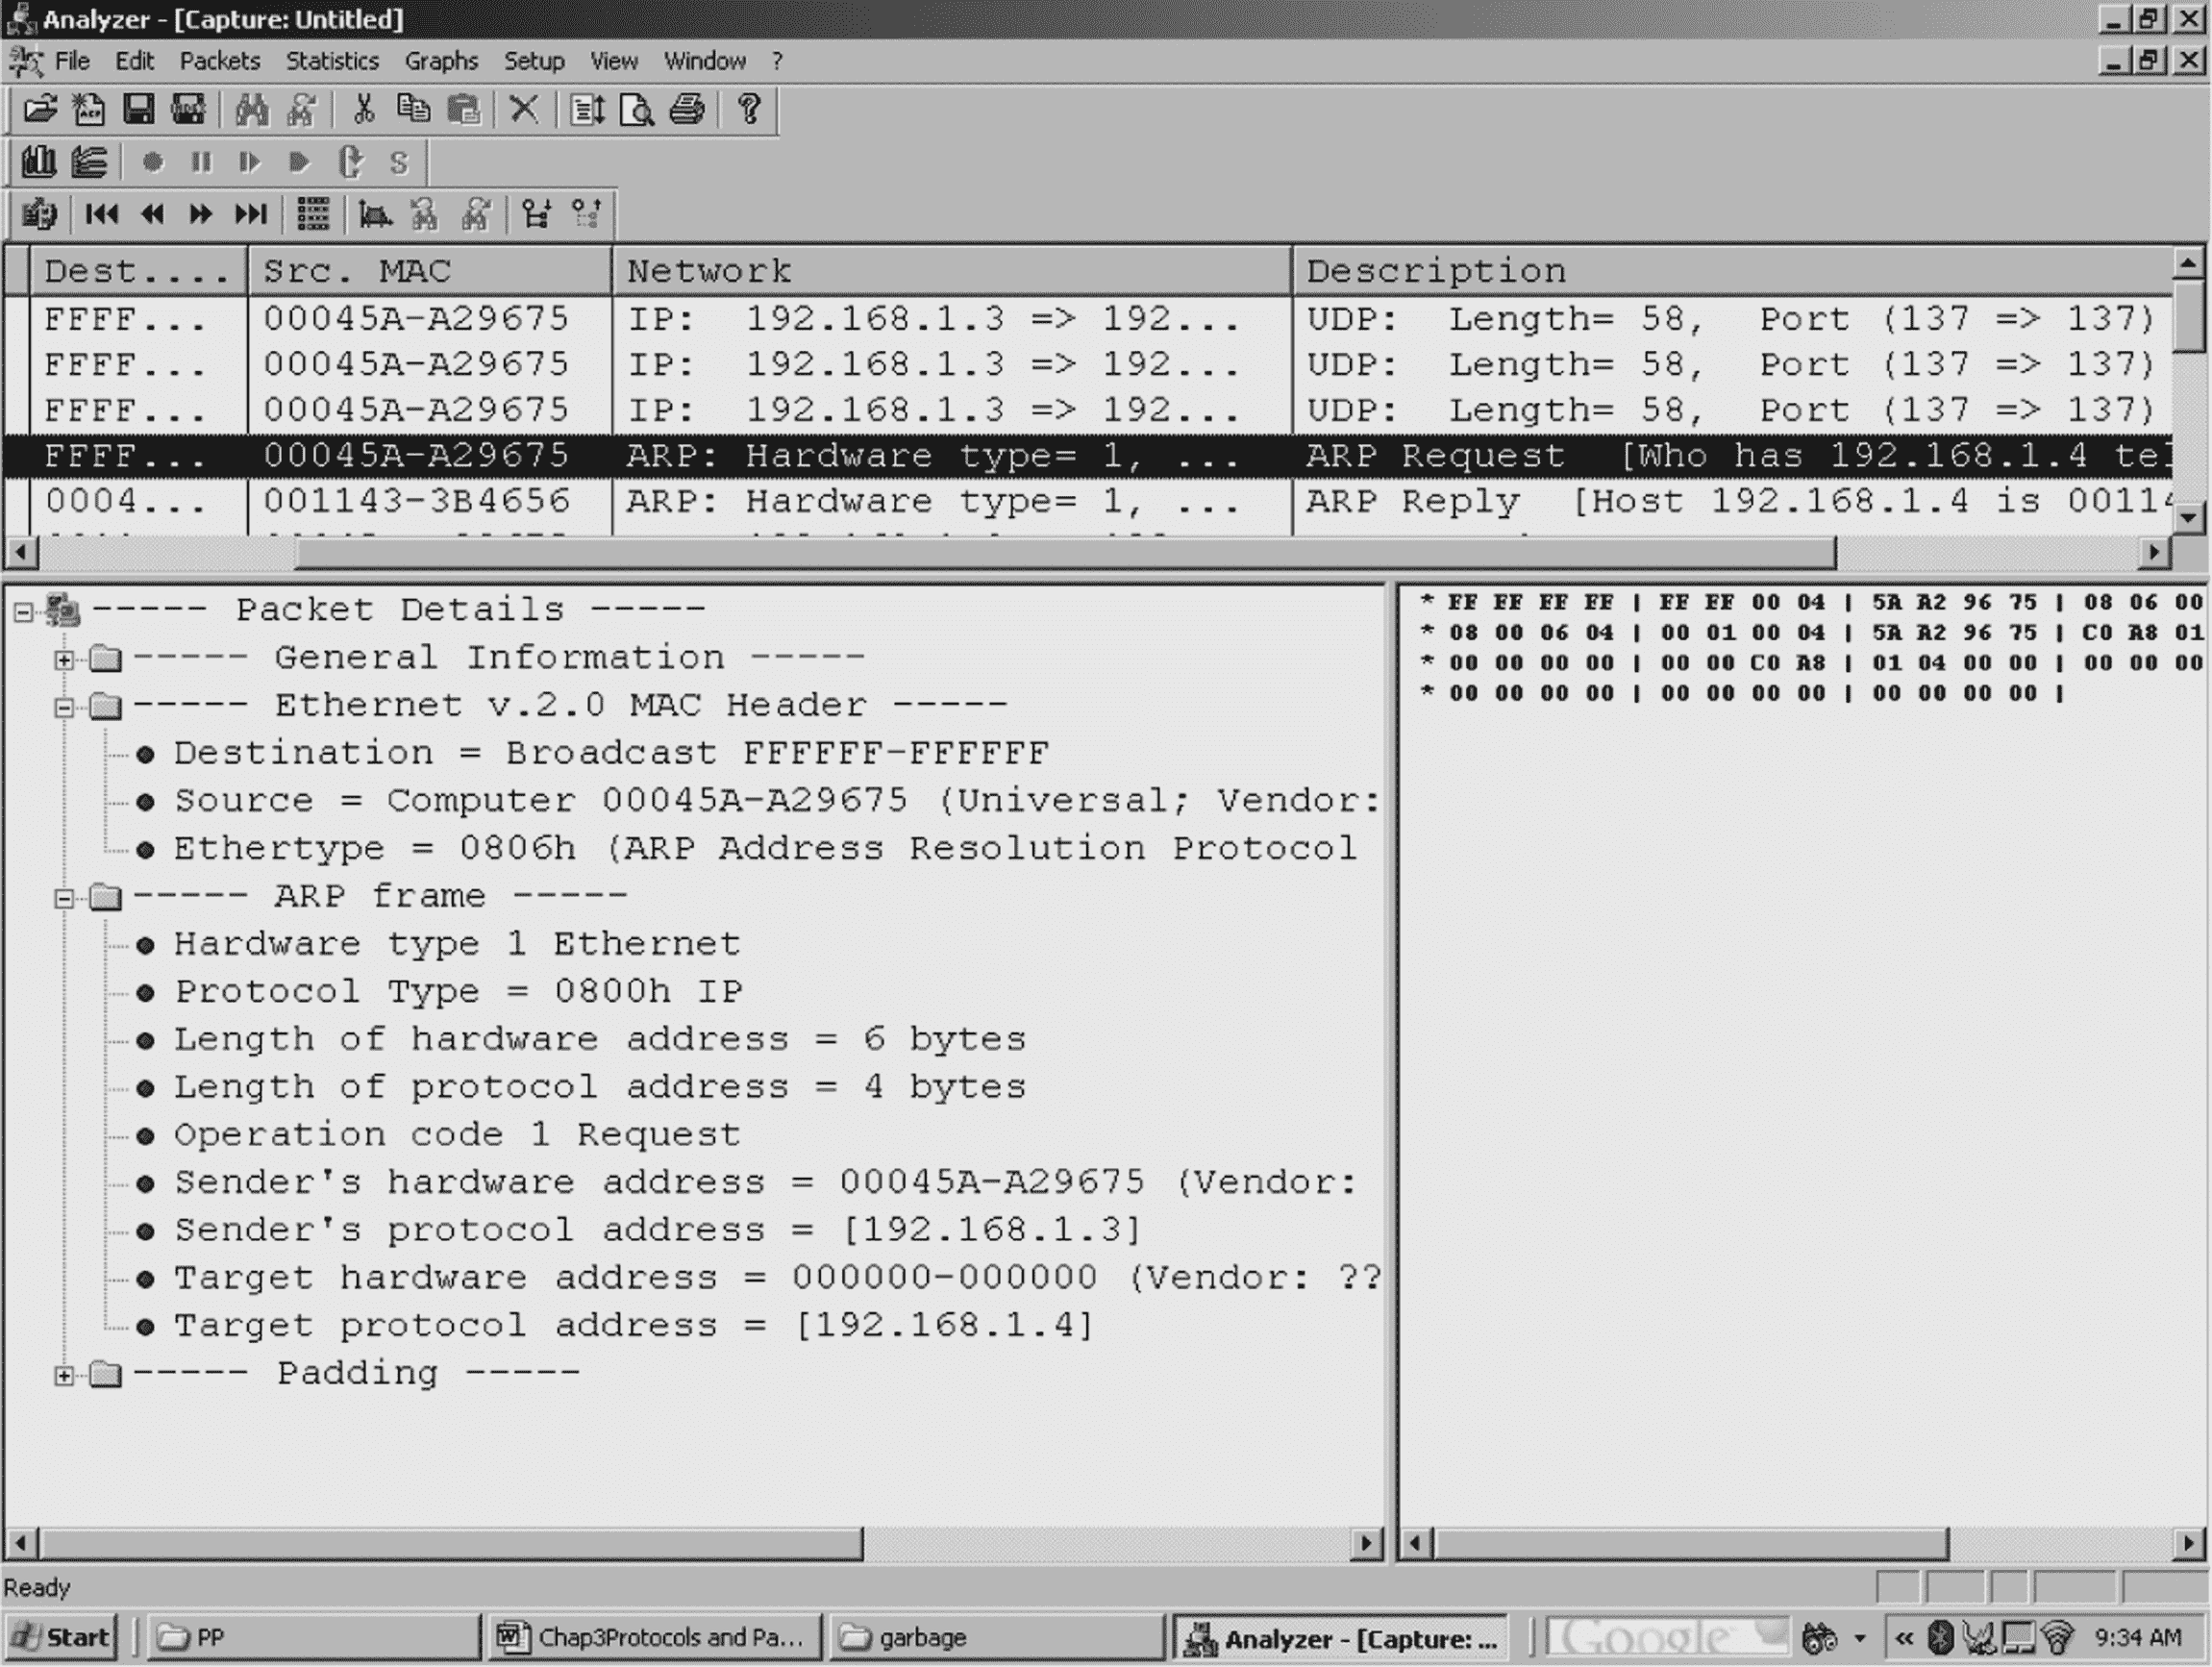 Analyzer - [Capture: Untitled]
File Edit Packets Statistics Graphs Setup View Window ?
S
Dest.... Src. MAC Network Description
FFFF... 00045A-A29675 IP: 192.168.1.3 => 192... UDP: Length= 58, Port (137 => 137)
FFFF... 00045A-A29675 IP: 192.168.1.3 => 192... UDP: Length= 58, Port (137 => 137)
FFFF... 00045A-A29675 IP: 192.168.1.3 => 192... UDP: Length= 58, Port (137 => 137)
FFFF... 00045A-A29675 ARP: Hardware type= 1, ... ARP Request [Who has 192.168.1.4 tel
0004... 001143-3B4656 ARP: Hardware type= 1, ... ARP Reply [Host 192.168.1.4 is 00114
----- Packet Details -----
----- General Information -----
----- Ethernet v.2.0 MAC Header -----
Destination = Broadcast FFFFFF-FFFFFF
Source = Computer 00045A-A29675 (Universal; Vendor:
Ethertype = 0806h (ARP Address Resolution Protocol
----- ARP frame -----
Hardware type 1 Ethernet
Protocol Type = 0800h IP
Length of hardware address = 6 bytes
Length of protocol address = 4 bytes
Operation code 1 Request
Sender's hardware address = 00045A-A29675 (Vendor:
Sender's protocol address = [192.168.1.3]
Target hardware address = 000000-000000 (Vendor: ??
Target protocol address = [192.168.1.4]
----- Padding -----
* FF FF FF FF | FF FF 00 04 | 5A A2 96 75 | 08 06 00
* 08 00 06 04 | 00 01 00 04 | 5A A2 96 75 | C0 A8 01
* 00 00 00 00 | 00 00 C0 A8 | 01 04 00 00 | 00 00 00
* 00 00 00 00 | 00 00 00 00 | 00 00 00 00 |
Ready
Start PP Chap3Protocols and Pa... garbage Analyzer - [Capture: ... Google « 9:34 AM